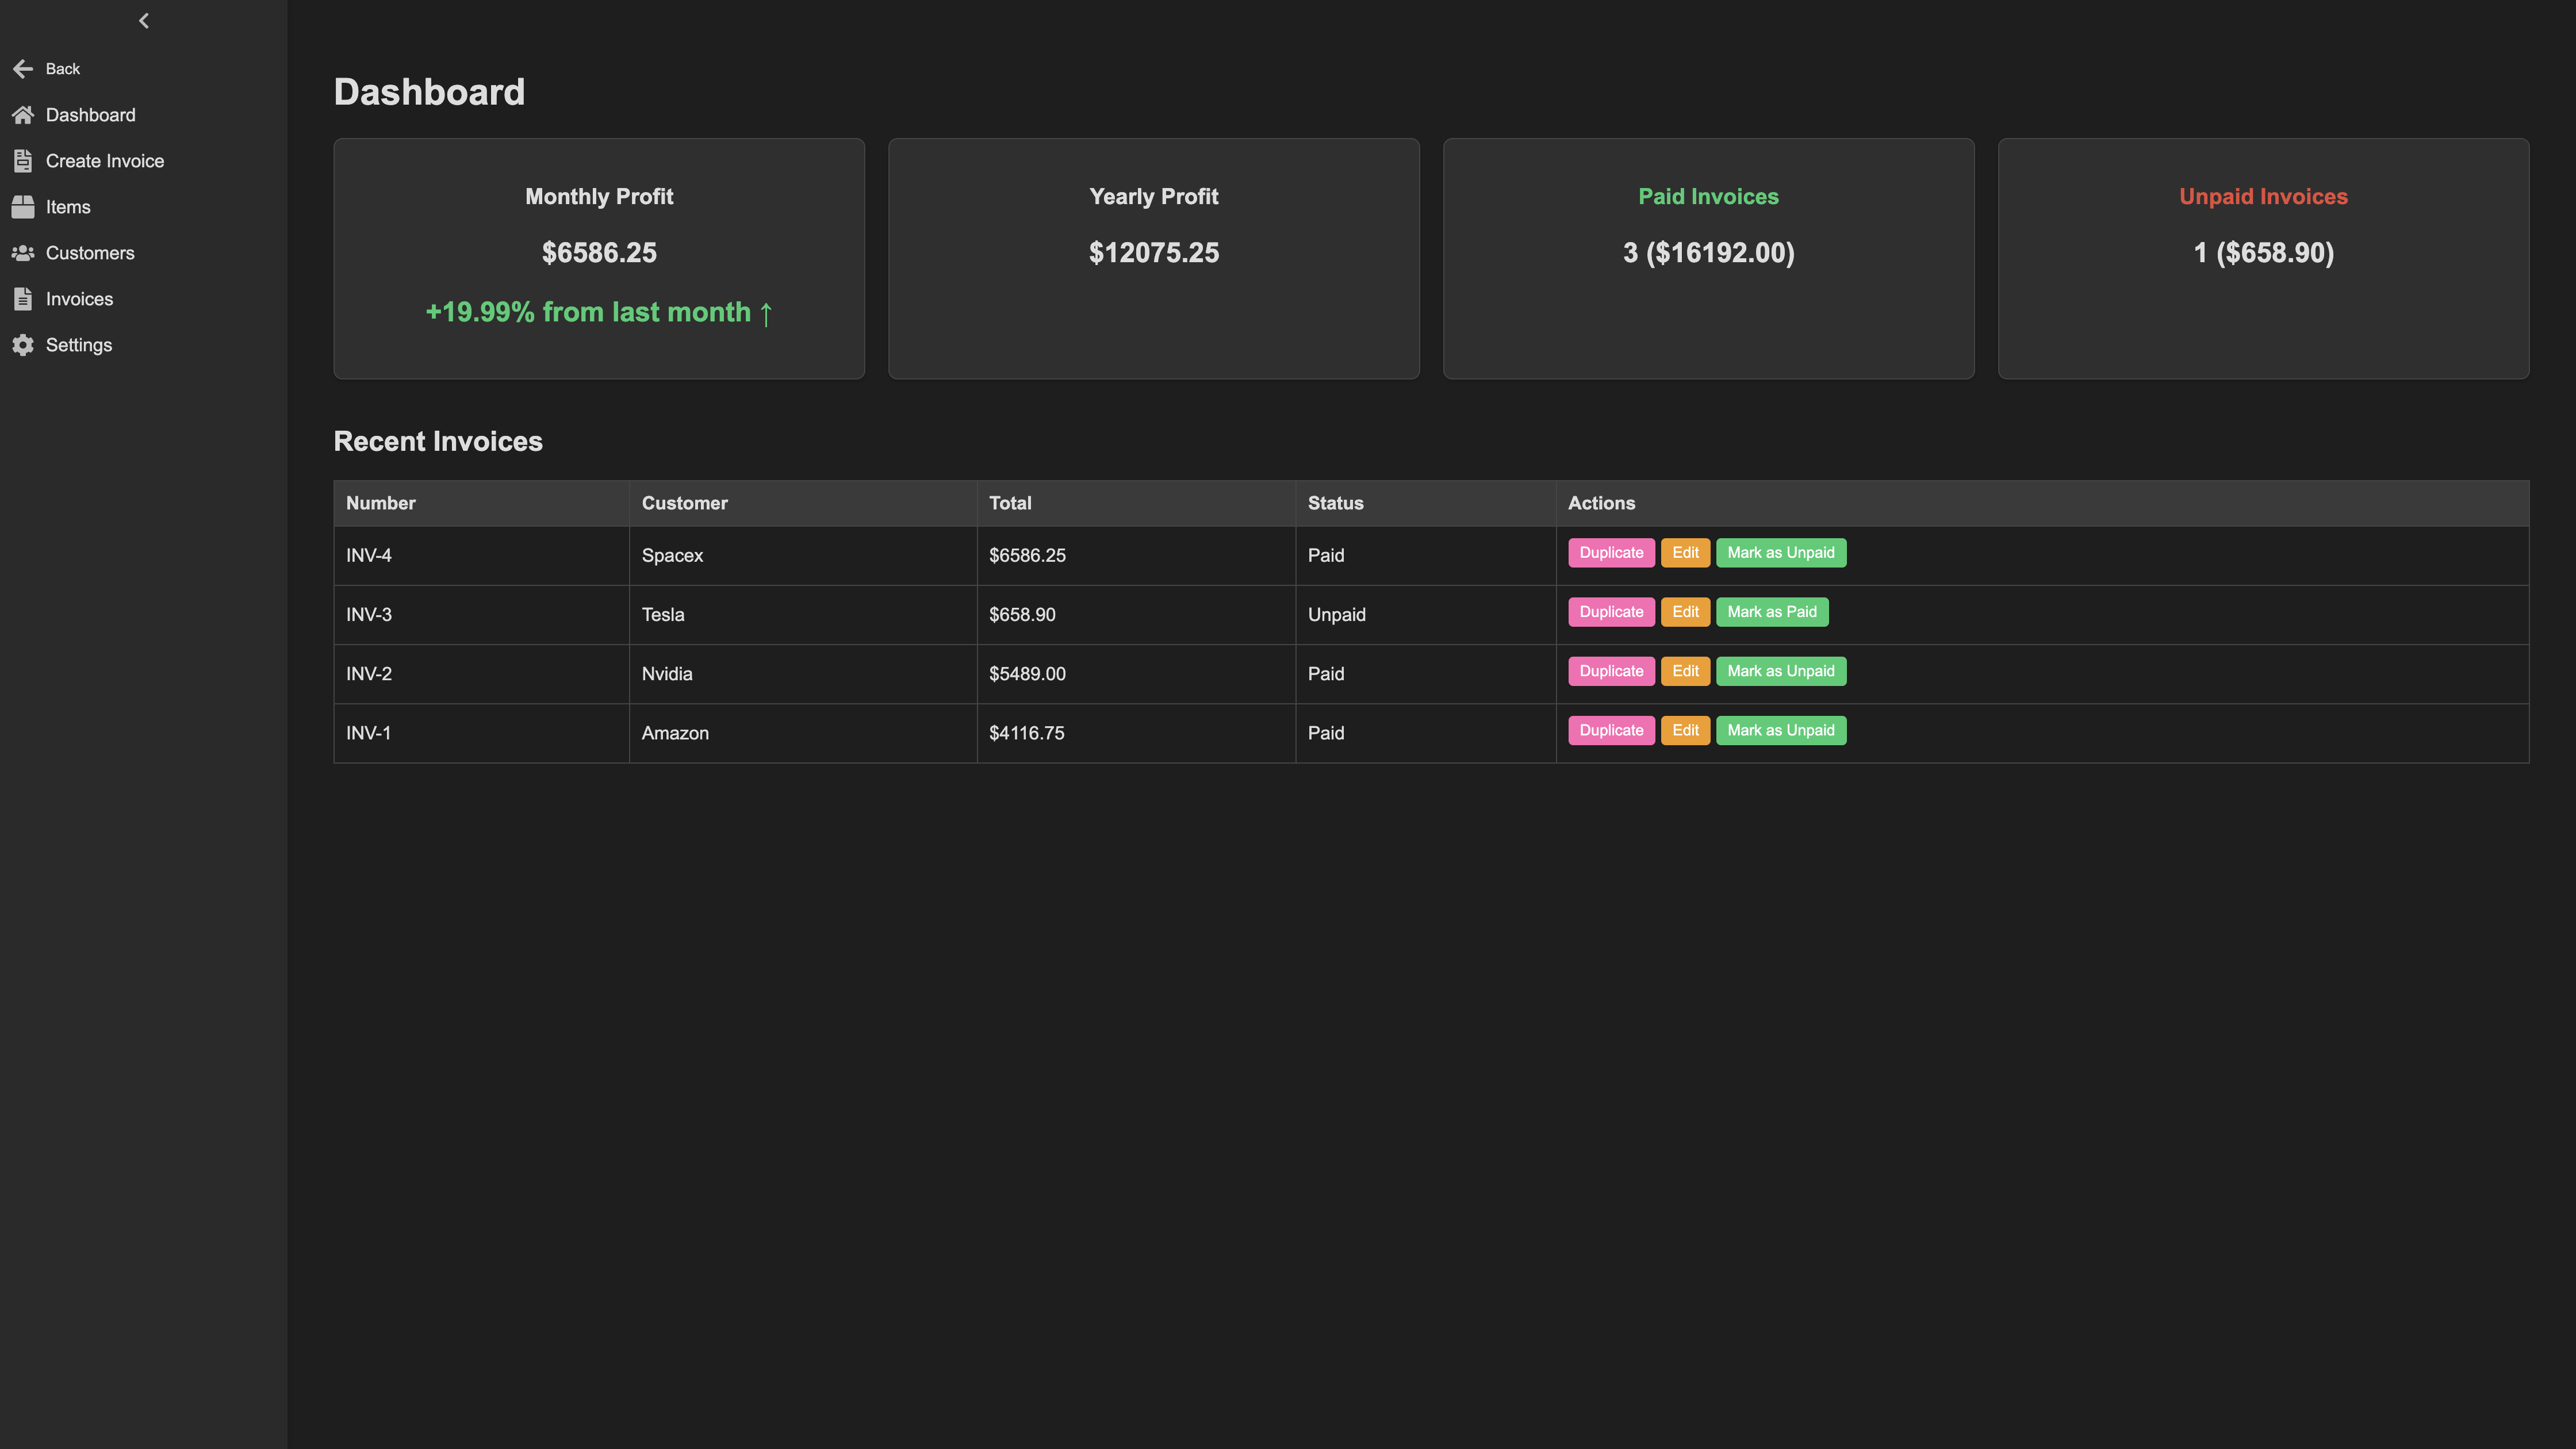 Back
Dashboard
Create Invoice
Items
Customers
Invoices
Settings
Dashboard
Monthly Profit
$6586.25
+19.99% from last month ↑
Yearly Profit
$12075.25
Paid Invoices
3 ($16192.00)
Unpaid Invoices
1 ($658.90)
Recent Invoices
Number Customer Total Status Actions
INV-4 Spacex $6586.25 Paid Duplicate Edit Mark as Unpaid
INV-3 Tesla $658.90 Unpaid Duplicate Edit Mark as Paid
INV-2 Nvidia $5489.00 Paid Duplicate Edit Mark as Unpaid
INV-1 Amazon $4116.75 Paid Duplicate Edit Mark as Unpaid